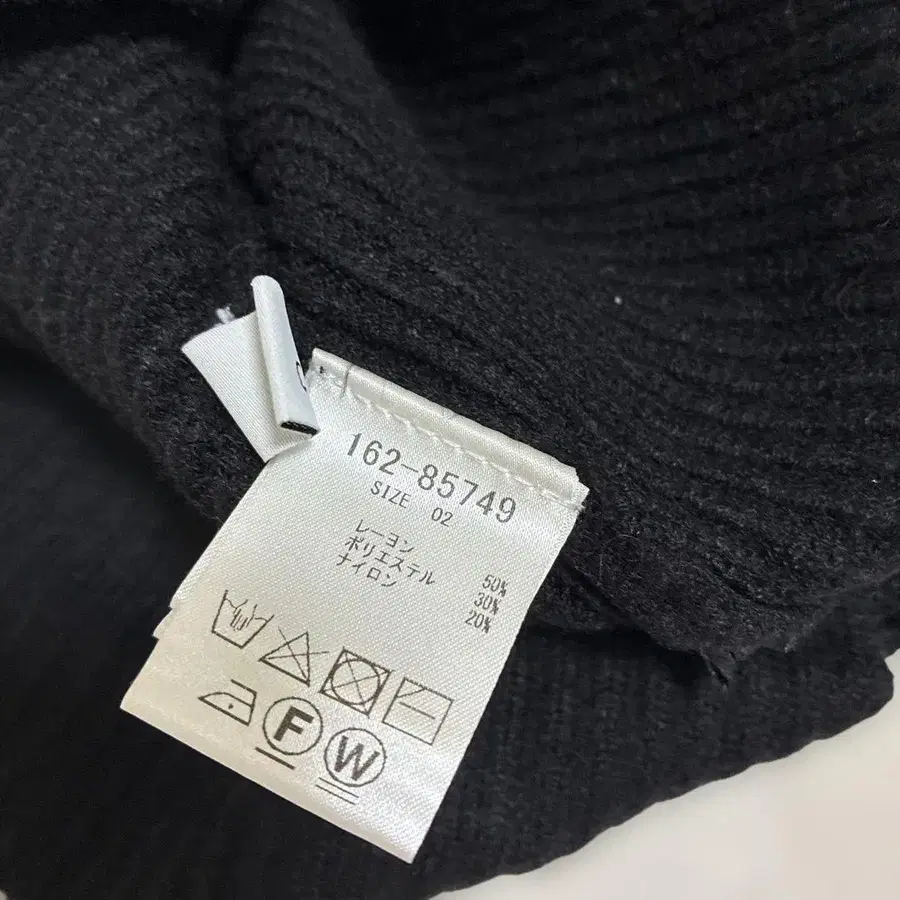 162-85749
SIZE 02
レーヨン 50%
ポリエステル 30%
ナイロン 20%
F
W